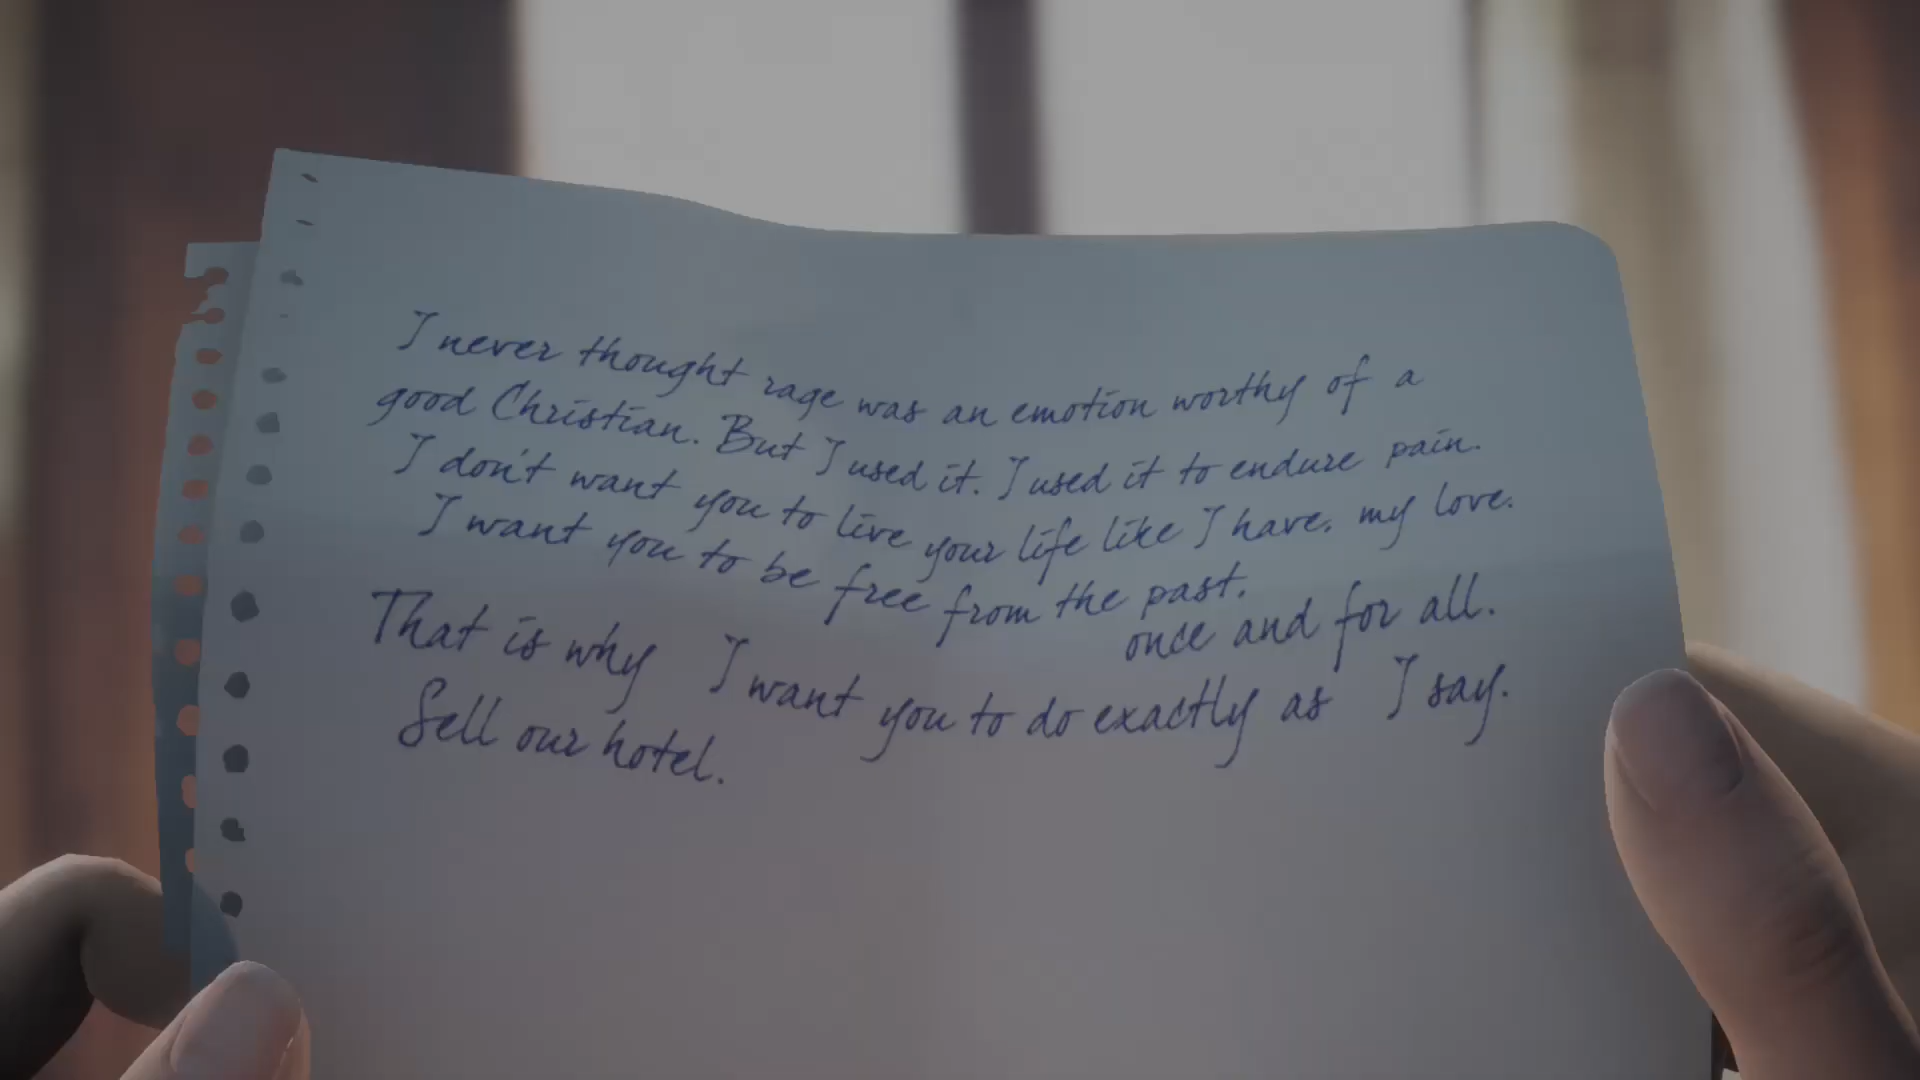 I never thought rage was an emotion worthy of a
good Christian. But I used it. I used it to endure pain.
I don't want you to live your life like I have, my love.
I want you to be free from the past.
once and for all.
That is why I want you to do exactly as I say.
Sell our hotel.